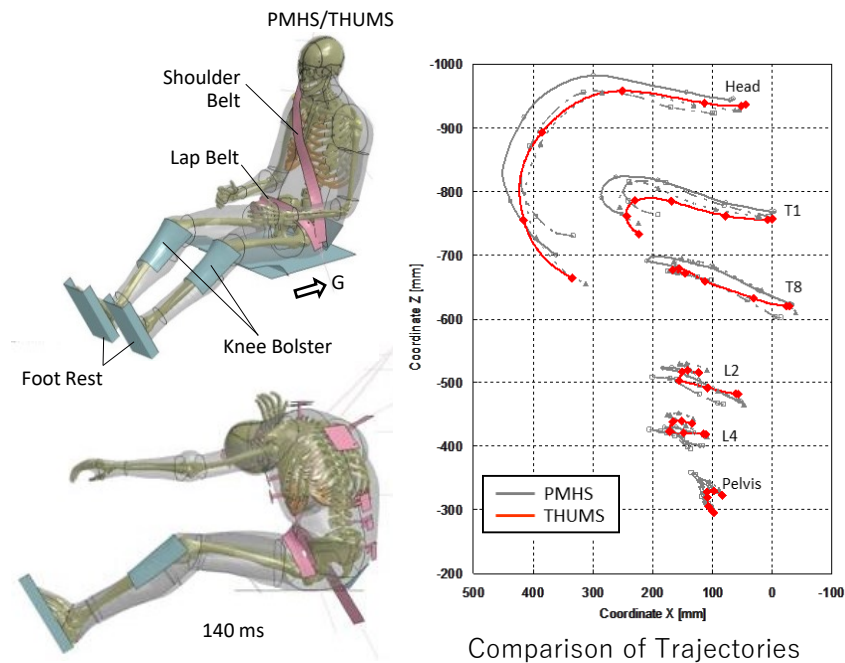 PMHS/THUMS
Shoulder
Belt
Lap Belt
G
Knee Bolster
Foot Rest
140 ms
Coordinate Z [mm]
-1000
-900
-800
-700
-600
-500
-400
-300
-200
Head
T1
T8
L2
L4
Pelvis
PMHS
THUMS
500 400 300 200 100 0 -100
Coordinate X [mm]
Comparison of Trajectories